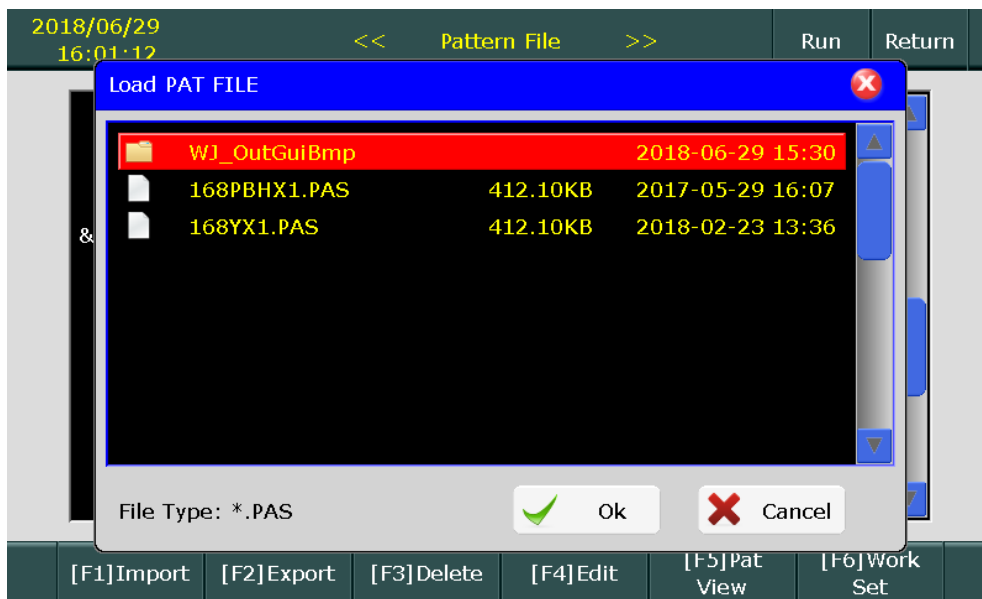 2018/06/29
16:01:12
<< Pattern File >>
Run
Return
Load PAT FILE
WJ_OutGuiBmp 2018-06-29 15:30
168PBHX1.PAS 412.10KB 2017-05-29 16:07
168YX1.PAS 412.10KB 2018-02-23 13:36
&
File Type: *.PAS
Ok
Cancel
[F1]Import
[F2]Export
[F3]Delete
[F4]Edit
[F5]Pat
View
[F6]Work
Set